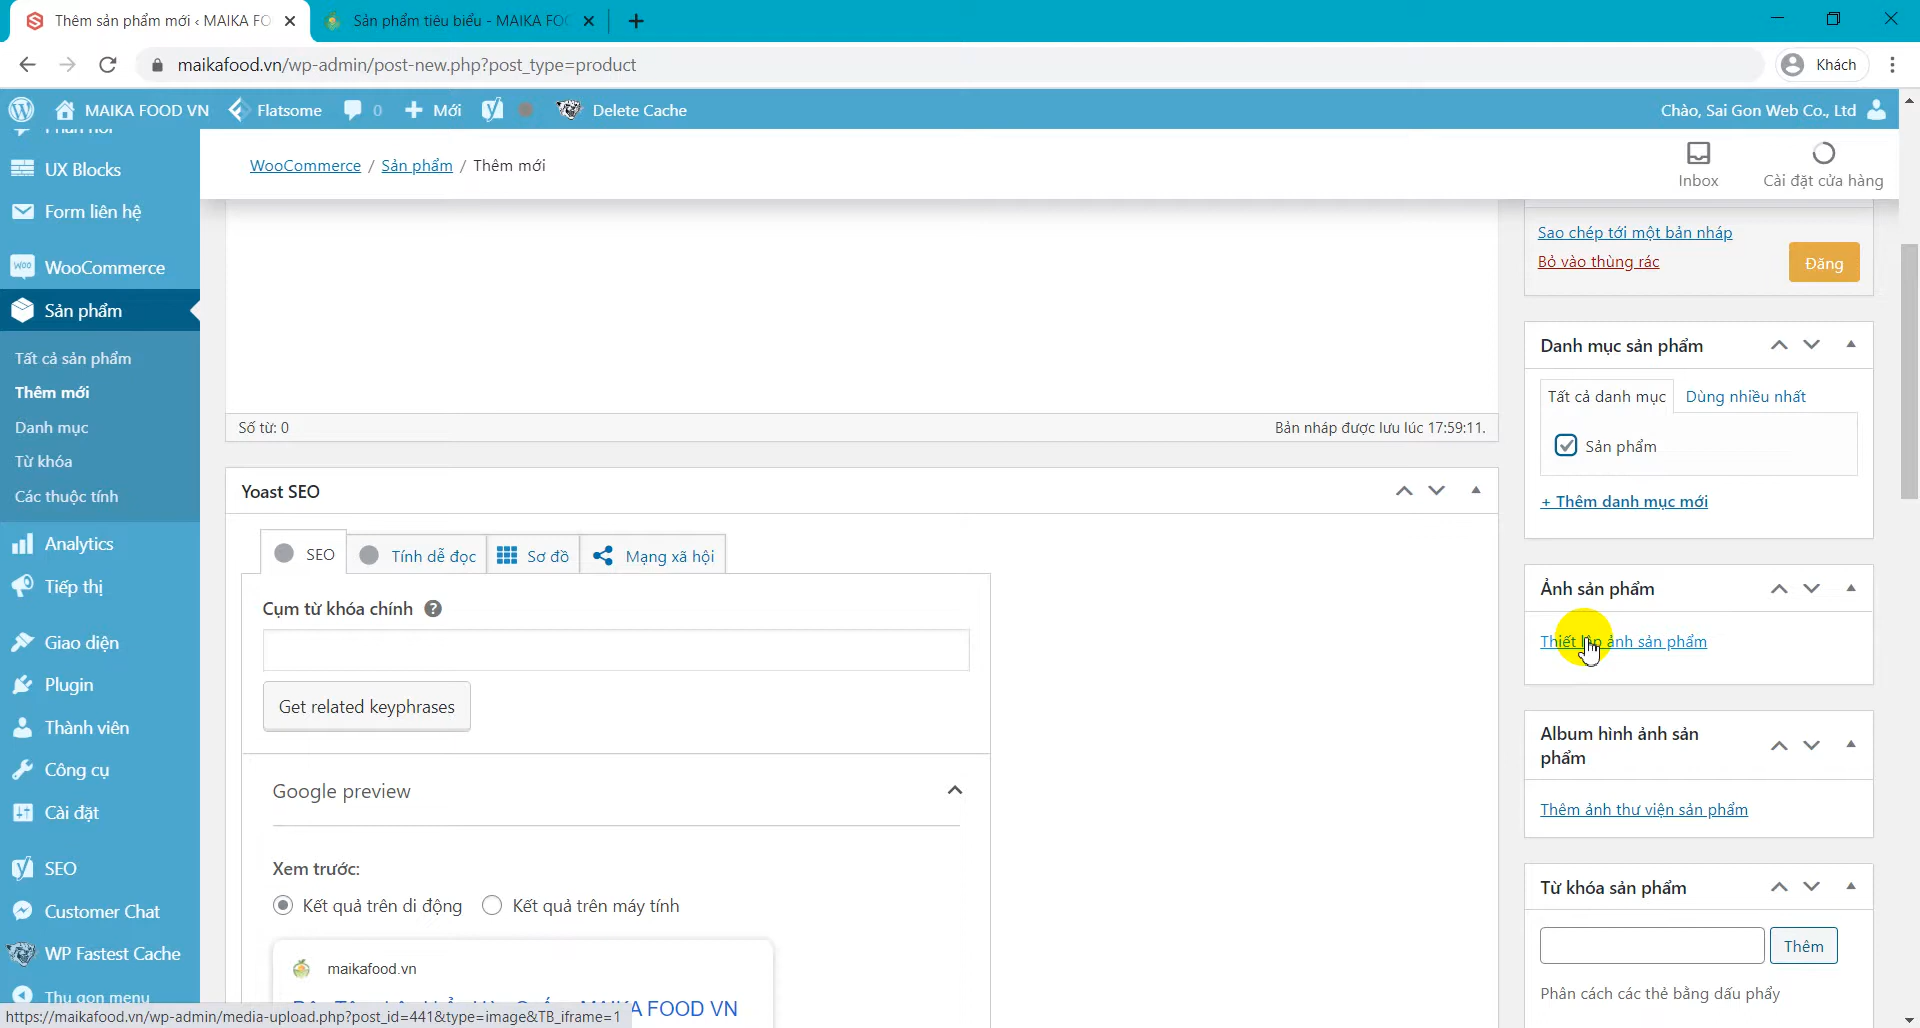 Thêm sản phẩm mới ‹ MAIKA FO
Sản phẩm tiêu biểu - MAIKA FO
maikafood.vn/wp-admin/post-new.php?post_type=product
Khách
MAIKA FOOD VN
Flatsome
0
Mới
Delete Cache
Chào, Sai Gon Web Co., Ltd
Phản hồi
UX Blocks
Form liên hệ
WooCommerce
Sản phẩm
Tất cả sản phẩm
Thêm mới
Danh mục
Từ khóa
Các thuộc tính
Analytics
Tiếp thị
Giao diện
Plugin
Thành viên
Công cụ
Cài đặt
SEO
Customer Chat
WP Fastest Cache
Thu gọn menu
WooCommerce / Sản phẩm / Thêm mới
Inbox
Cài đặt cửa hàng
Số từ: 0
Bản nháp được lưu lúc 17:59:11.
Yoast SEO
SEO
Tính dễ đọc
Sơ đồ
Mạng xã hội
Cụm từ khóa chính
Get related keyphrases
Google preview
Xem trước:
Kết quả trên di động
Kết quả trên máy tính
maikafood.vn
MAIKA FOOD VN
Sao chép tới một bản nháp
Bỏ vào thùng rác
Đăng
Danh mục sản phẩm
Tất cả danh mục
Dùng nhiều nhất
Sản phẩm
+ Thêm danh mục mới
Ảnh sản phẩm
Thiết lập ảnh sản phẩm
Album hình ảnh sản
phẩm
Thêm ảnh thư viện sản phẩm
Từ khóa sản phẩm
Thêm
Phân cách các thẻ bằng dấu phẩy
https://maikafood.vn/wp-admin/media-upload.php?post_id=441&type=image&TB_iframe=1